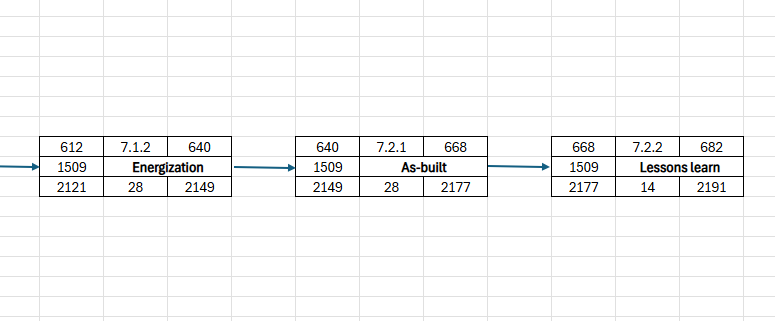 612 7.1.2 640
1509 Energization
2121 28 2149
640 7.2.1 668
1509 As-built
2149 28 2177
668 7.2.2 682
1509 Lessons learn
2177 14 2191